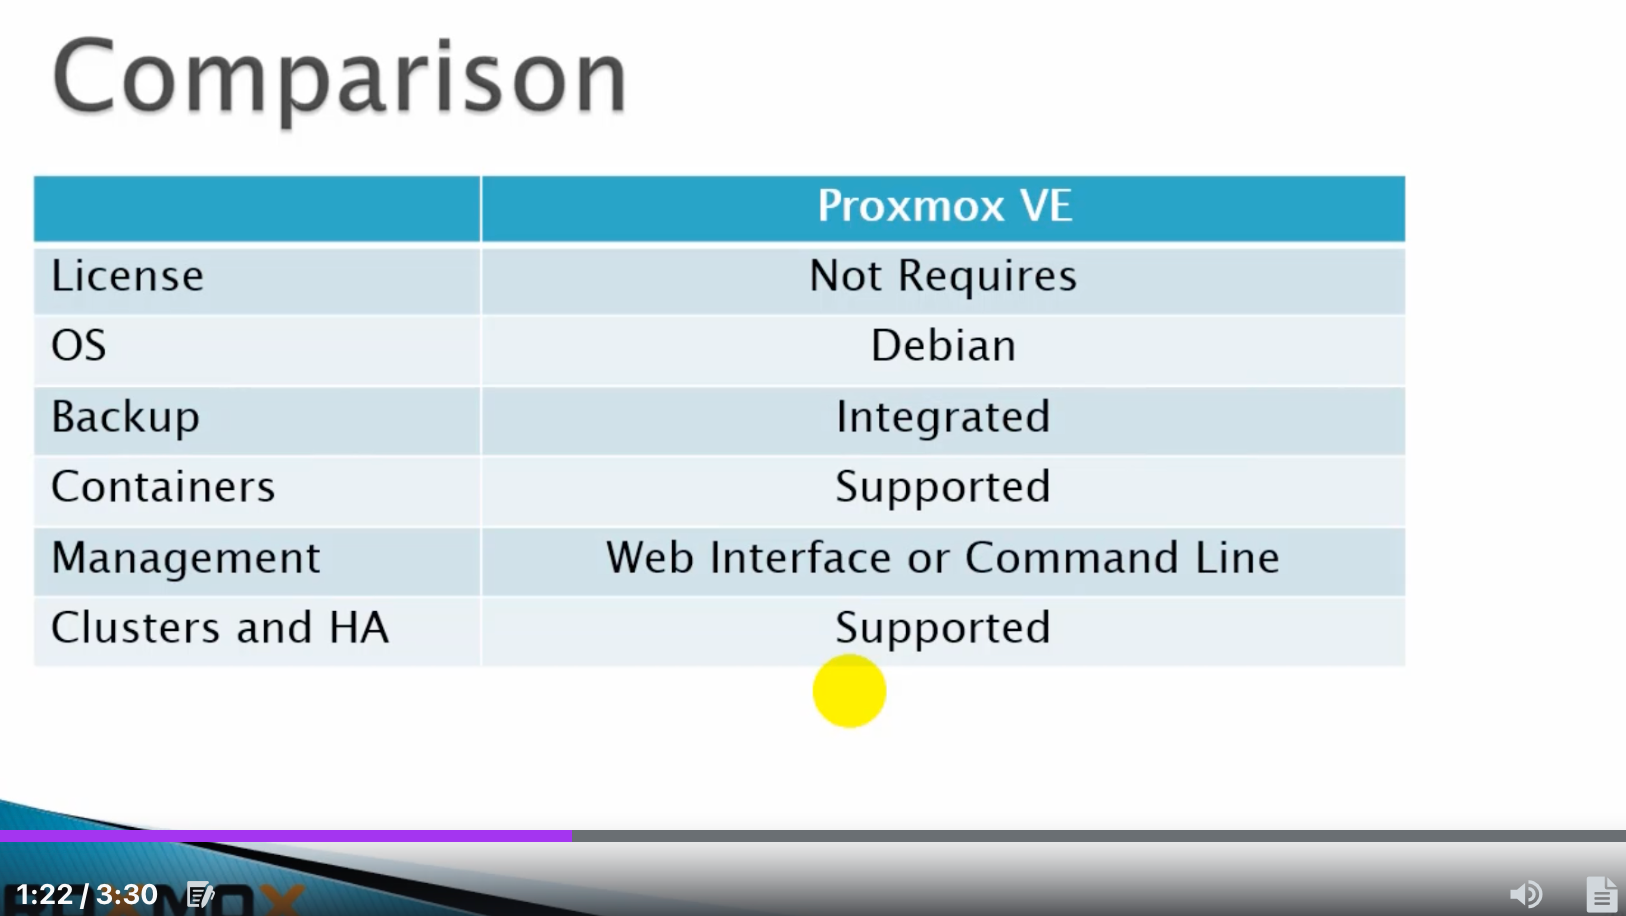 Comparison
Proxmox VE
License Not Requires
OS Debian
Backup Integrated
Containers Supported
Management Web Interface or Command Line
Clusters and HA Supported
1:22 / 3:30